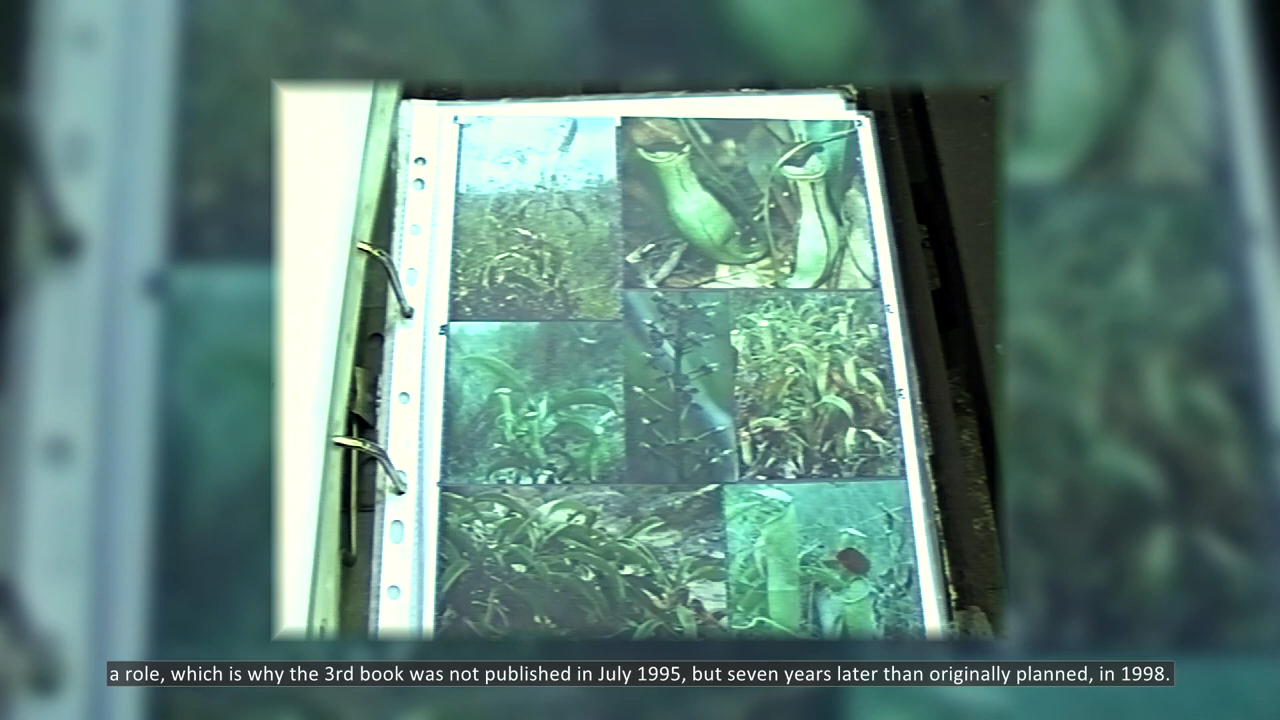 a role, which is why the 3rd book was not published in July 1995, but seven years later than originally planned, in 1998.